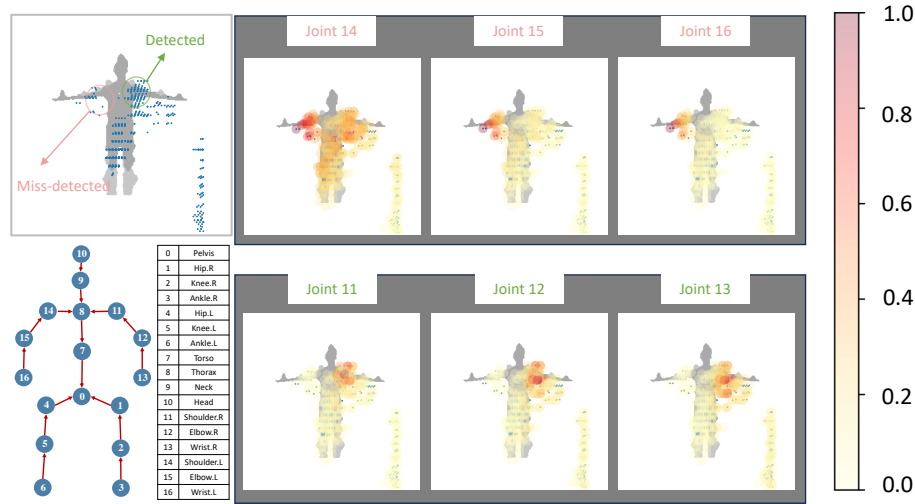 Detected
Miss-detected
Joint 14
Joint 15
Joint 16
1.0
0.8
0.6
0.4
0.2
0.0
Joint 11
Joint 12
Joint 13
10
9
14
8
11
15
12
7
16
13
0
4
1
5
2
6
3
0 Pelvis
1 Hip.R
2 Knee.R
3 Ankle.R
4 Hip.L
5 Knee.L
6 Ankle.L
7 Torso
8 Thorax
9 Neck
10 Head
11 Shoulder.R
12 Elbow.R
13 Wrist.R
14 Shoulder.L
15 Elbow.L
16 Wrist.L